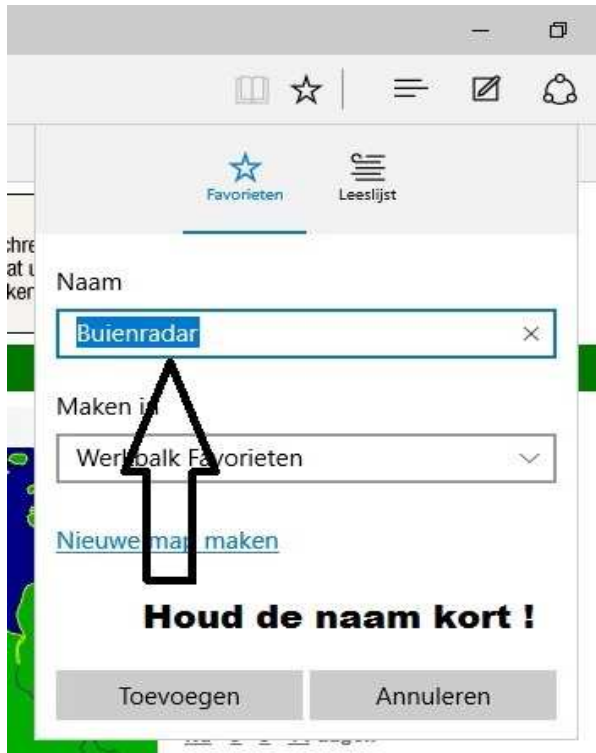 Favorieten
Leeslijst
Naam
Buienradar
Maken in
Werkbalk Favorieten
Nieuwe map maken
Houd de naam kort !
Toevoegen
Annuleren